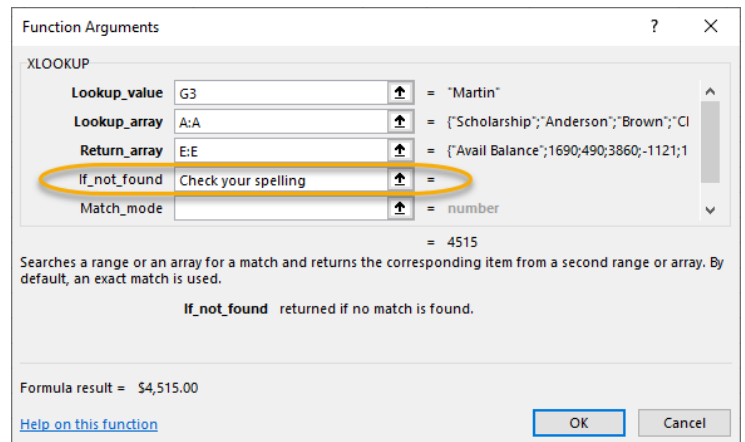 Function Arguments ? ×
XLOOKUP
Lookup_value G3 = "Martin"
Lookup_array A:A = {"Scholarship";"Anderson";"Brown";"Cl
Return_array E:E = {"Avail Balance";1690;490;3860;-1121;1
If_not_found Check your spelling =
Match_mode = number
= 4515
Searches a range or an array for a match and returns the corresponding item from a second range or array. By
default, an exact match is used.
If_not_found returned if no match is found.
Formula result = $4,515.00
Help on this function OK Cancel